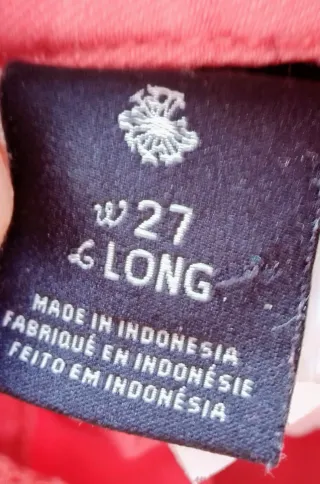 W 27
L LONG
MADE IN INDONESIA
FABRIQUÉ EN INDONÉSIE
FEITO EM INDONÉSIA